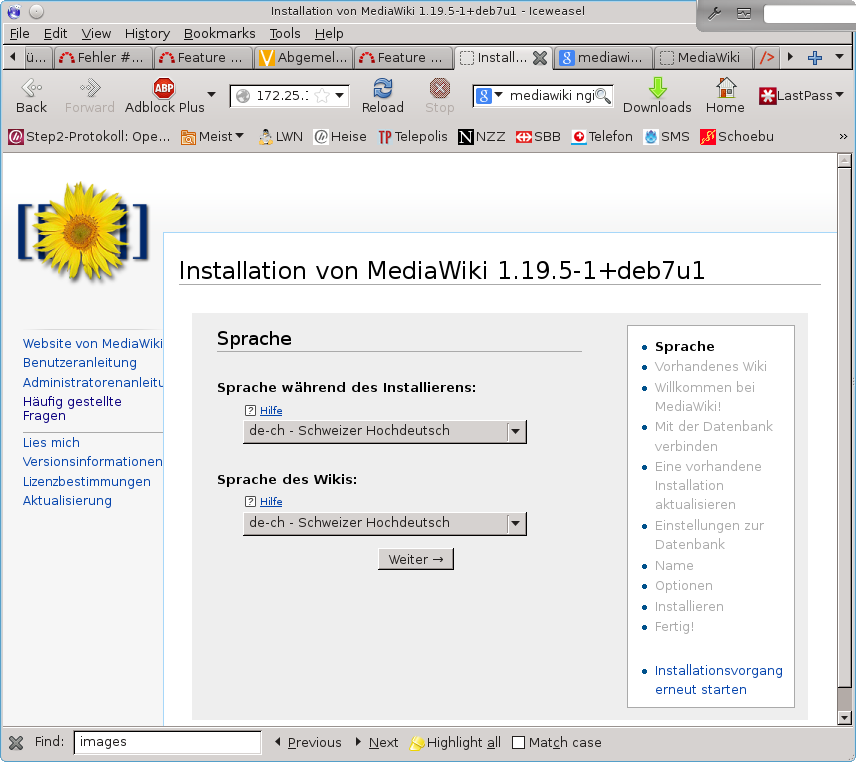 Installation von MediaWiki 1.19.5-1+deb7u1 - Iceweasel
File Edit View History Bookmarks Tools Help
ü... Fehler #... Feature ... Abgemel... Feature ... Install... mediawi... MediaWiki
Back Forward Adblock Plus 172.25.: Reload Stop mediawiki ngi Downloads Home LastPass
ABP
Step2-Protokoll: Ope... Meist LWN Heise Telepolis NZZ SBB Telefon SMS Schoebu »
Installation von MediaWiki 1.19.5-1+deb7u1
Website von MediaWiki
Benutzeranleitung
Administratorenanleitu
Häufig gestellte
Fragen
Lies mich
Versionsinformationen
Lizenzbestimmungen
Aktualisierung
Sprache
Sprache während des Installierens:
? Hilfe
de-ch - Schweizer Hochdeutsch
Sprache des Wikis:
? Hilfe
de-ch - Schweizer Hochdeutsch
Weiter →
Sprache
Vorhandenes Wiki
Willkommen bei
MediaWiki!
Mit der Datenbank
verbinden
Eine vorhandene
Installation
aktualisieren
Einstellungen zur
Datenbank
Name
Optionen
Installieren
Fertig!
Installationsvorgang
erneut starten
Find: images Previous Next Highlight all Match case